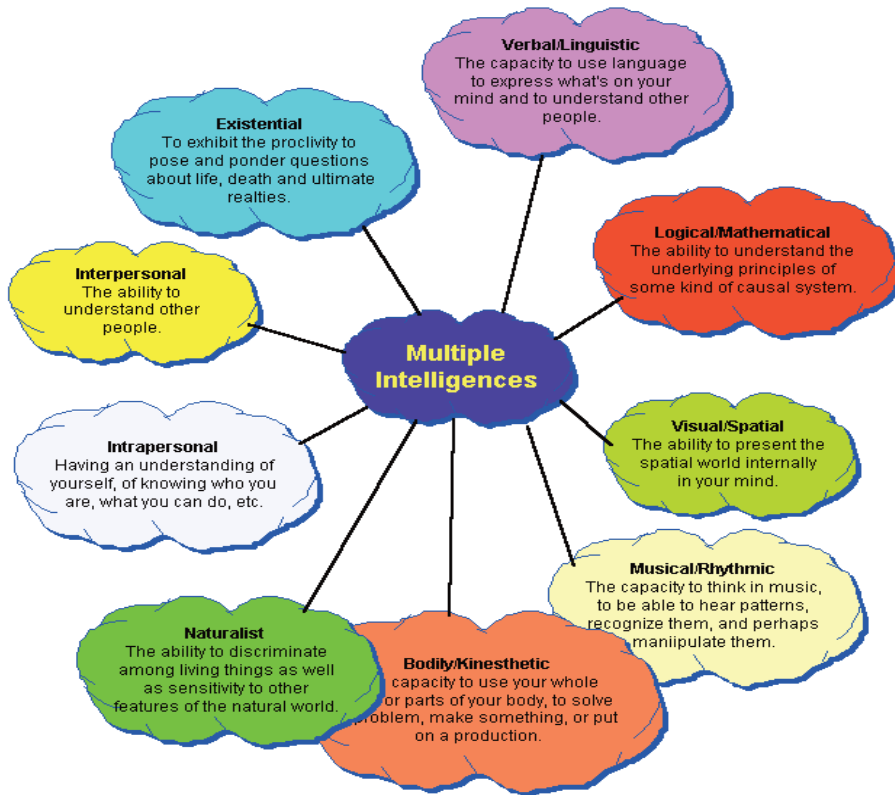 Verbal/Linguistic
The capacity to use language
to express what's on your
mind and to understand other
people.
Existential
To exhibit the proclivity to
pose and ponder questions
about life, death and ultimate
realties.
Logical/Mathematical
The ability to understand the
underlying principles of
some kind of causal system.
Interpersonal
The ability to
understand other
people.
Multiple
Intelligences
Visual/Spatial
The ability to present the
spatial world internally
in your mind.
Intrapersonal
Having an understanding of
yourself, of knowing who you
are, what you can do, etc.
Musical/Rhythmic
The capacity to think in music,
to be able to hear patterns,
recognize them, and perhaps
maniipulate them.
Naturalist
The ability to discriminate
among living things as well
as sensitivity to other
features of the natural world.
Bodily/Kinesthetic
capacity to use your whole
or parts of your body, to solve
problem, make something, or put
on a production.